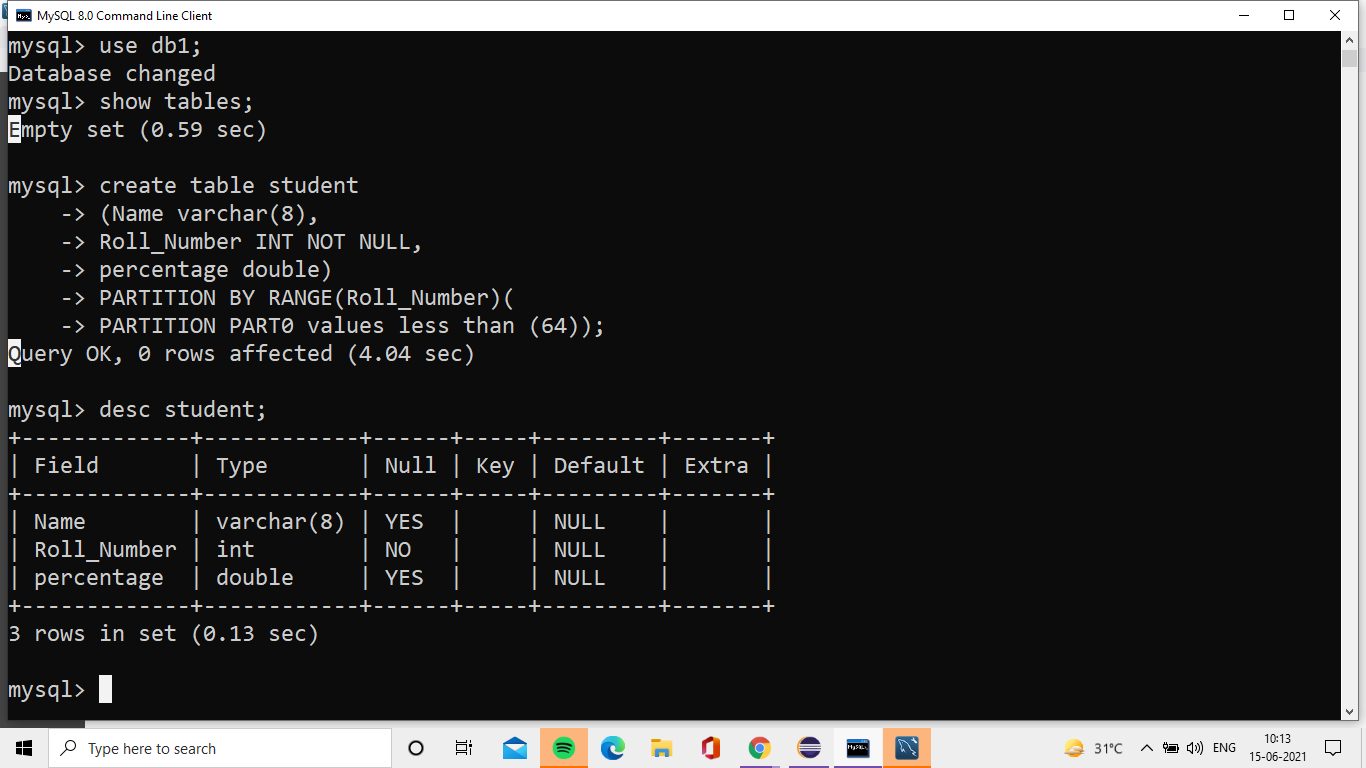 MySQL 8.0 Command Line Client
mysql> use db1;
Database changed
mysql> show tables;
Empty set (0.59 sec)
mysql> create table student
    -> (Name varchar(8),
    -> Roll_Number INT NOT NULL,
    -> percentage double)
    -> PARTITION BY RANGE(Roll_Number)(
    -> PARTITION PART0 values less than (64));
Query OK, 0 rows affected (4.04 sec)
mysql> desc student;
+-------------+------------+------+-----+---------+-------+
| Field       | Type       | Null | Key | Default | Extra |
+-------------+------------+------+-----+---------+-------+
| Name        | varchar(8) | YES  |     | NULL    |       |
| Roll_Number | int        | NO   |     | NULL    |       |
| percentage  | double     | YES  |     | NULL    |       |
+-------------+------------+------+-----+---------+-------+
3 rows in set (0.13 sec)
mysql>
Type here to search
31°C
ENG
10:13
15-06-2021